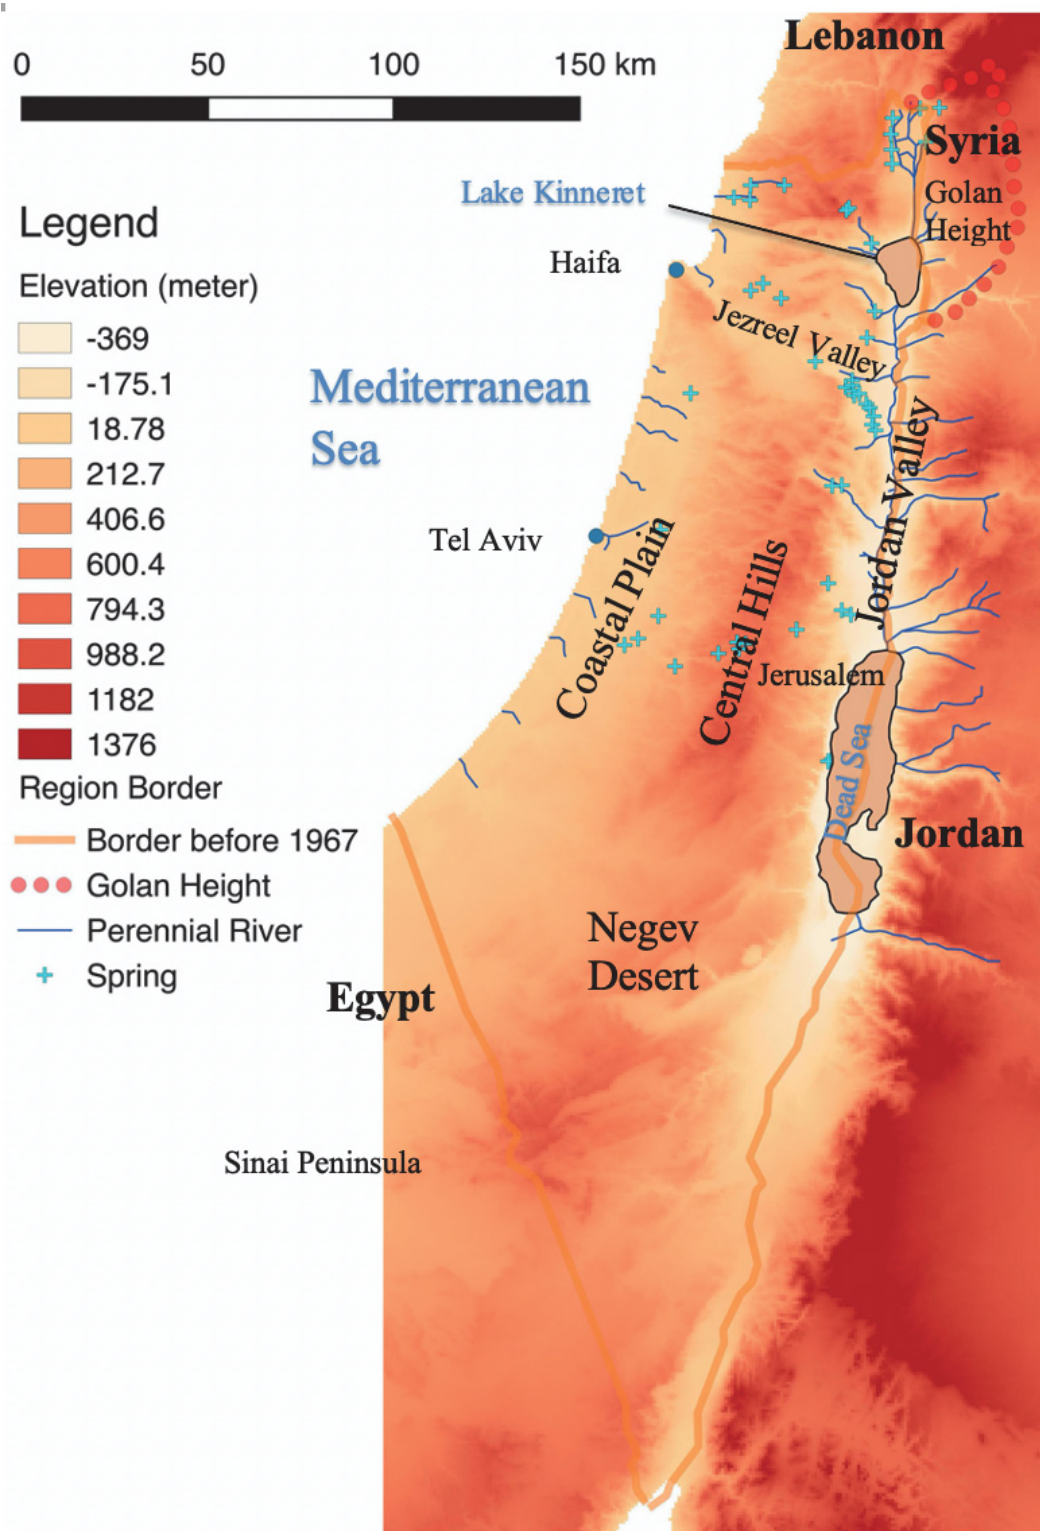 Lebanon
0 50 100 150 km
Syria
Lake Kinneret
Golan
Height
Legend
Haifa
Elevation (meter)
Jezreel Valley
-369
-175.1
18.78
212.7
406.6
600.4
794.3
988.2
1182
1376
Mediterranean
Sea
Jordan Valley
Tel Aviv
Coastal Plain
Central Hills
Jerusalem
Dead Sea
Region Border
Border before 1967
Golan Height
Perennial River
Spring
Jordan
Negev
Desert
Egypt
Sinai Peninsula